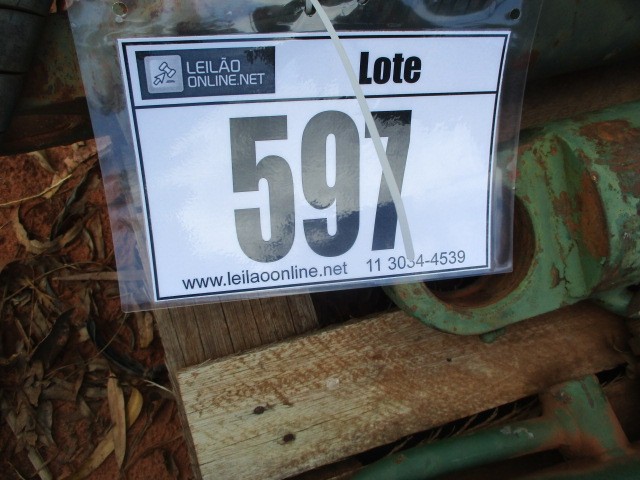 LEILÃO
ONLINE.NET
Lote
597
www.leilaoonline.net 11 3034-4539